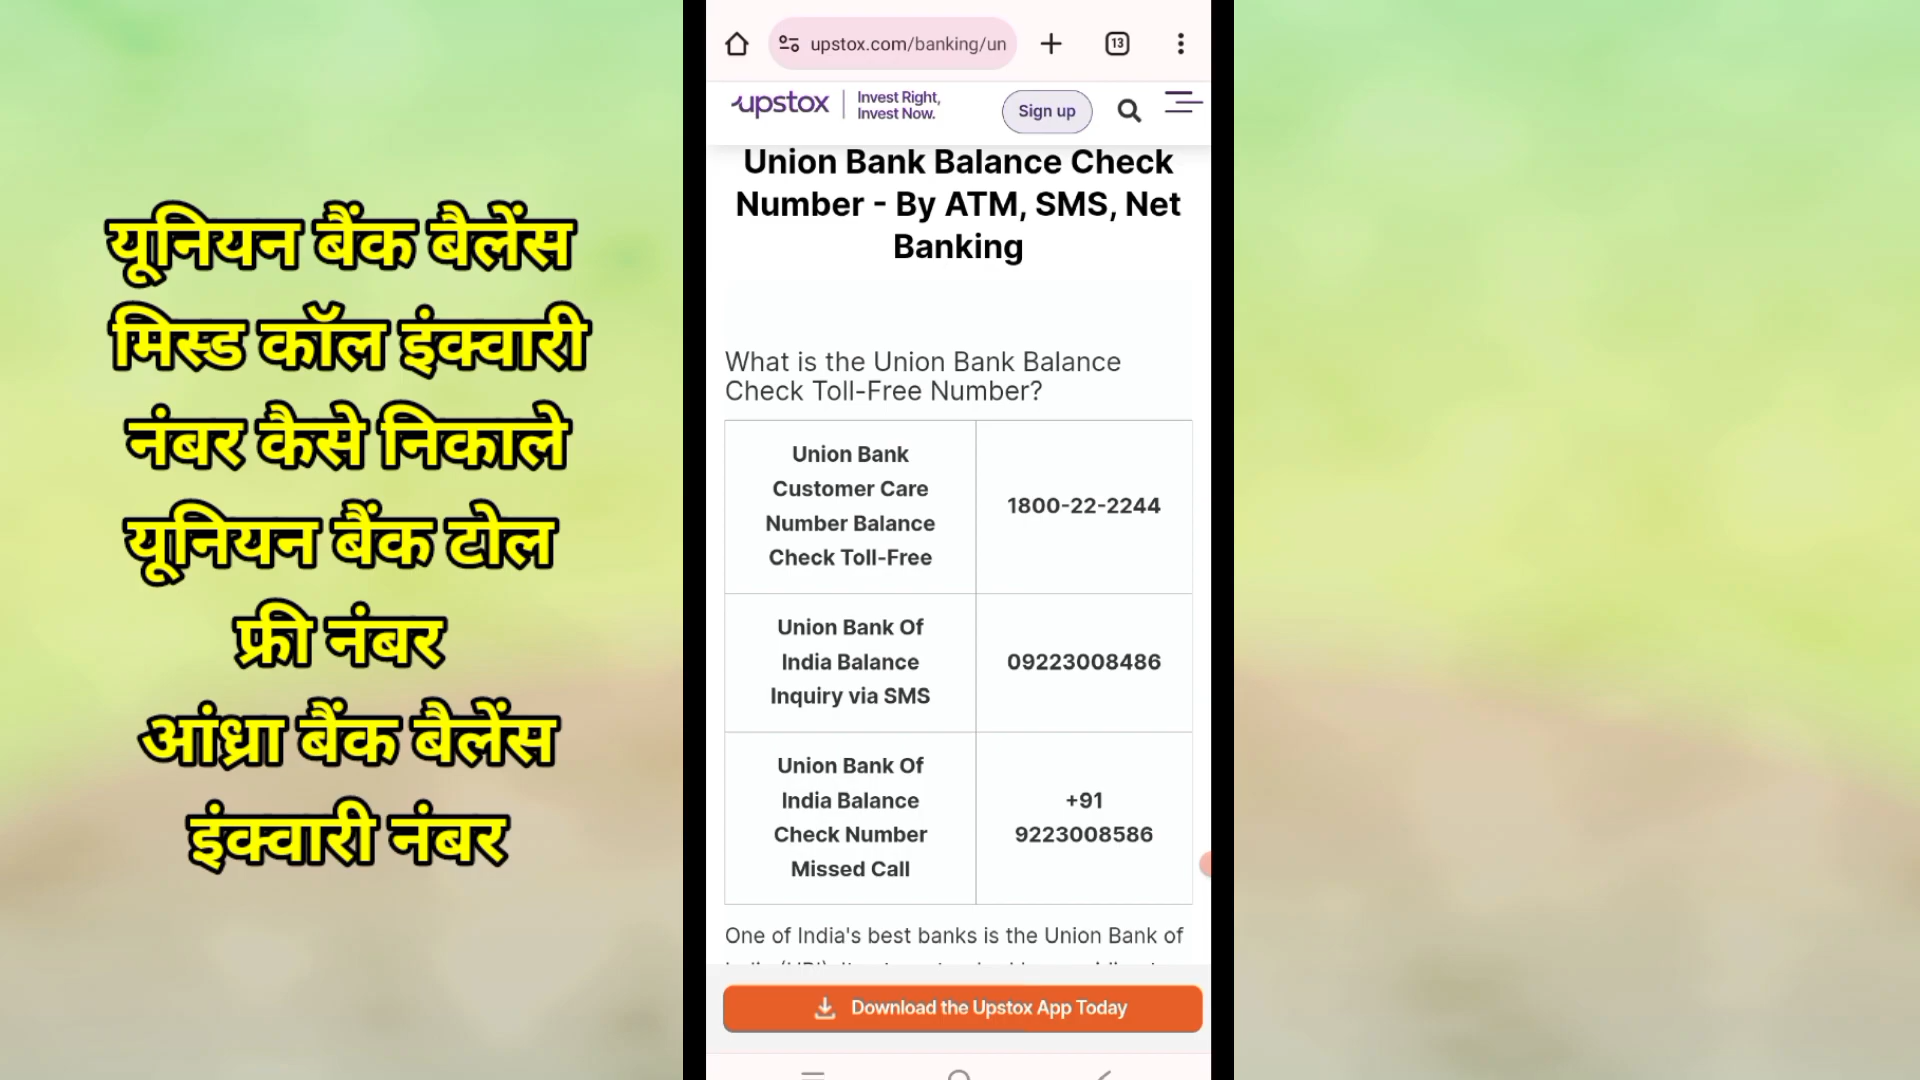 यूनियन बैंक बैलेंस
मिस्ड कॉल इंक्वारी
नंबर कैसे निकाले
यूनियन बैंक टोल
फ्री नंबर
आंध्रा बैंक बैलेंस
इंक्वारी नंबर
upstox.com/banking/un
13
upstox
Invest Right,
Invest Now.
Sign up
Union Bank Balance Check
Number - By ATM, SMS, Net
Banking
What is the Union Bank Balance
Check Toll-Free Number?
Union Bank
Customer Care
Number Balance
Check Toll-Free
1800-22-2244
Union Bank Of
India Balance
Inquiry via SMS
09223008486
Union Bank Of
India Balance
Check Number
Missed Call
+91
9223008586
One of India's best banks is the Union Bank of
Download the Upstox App Today